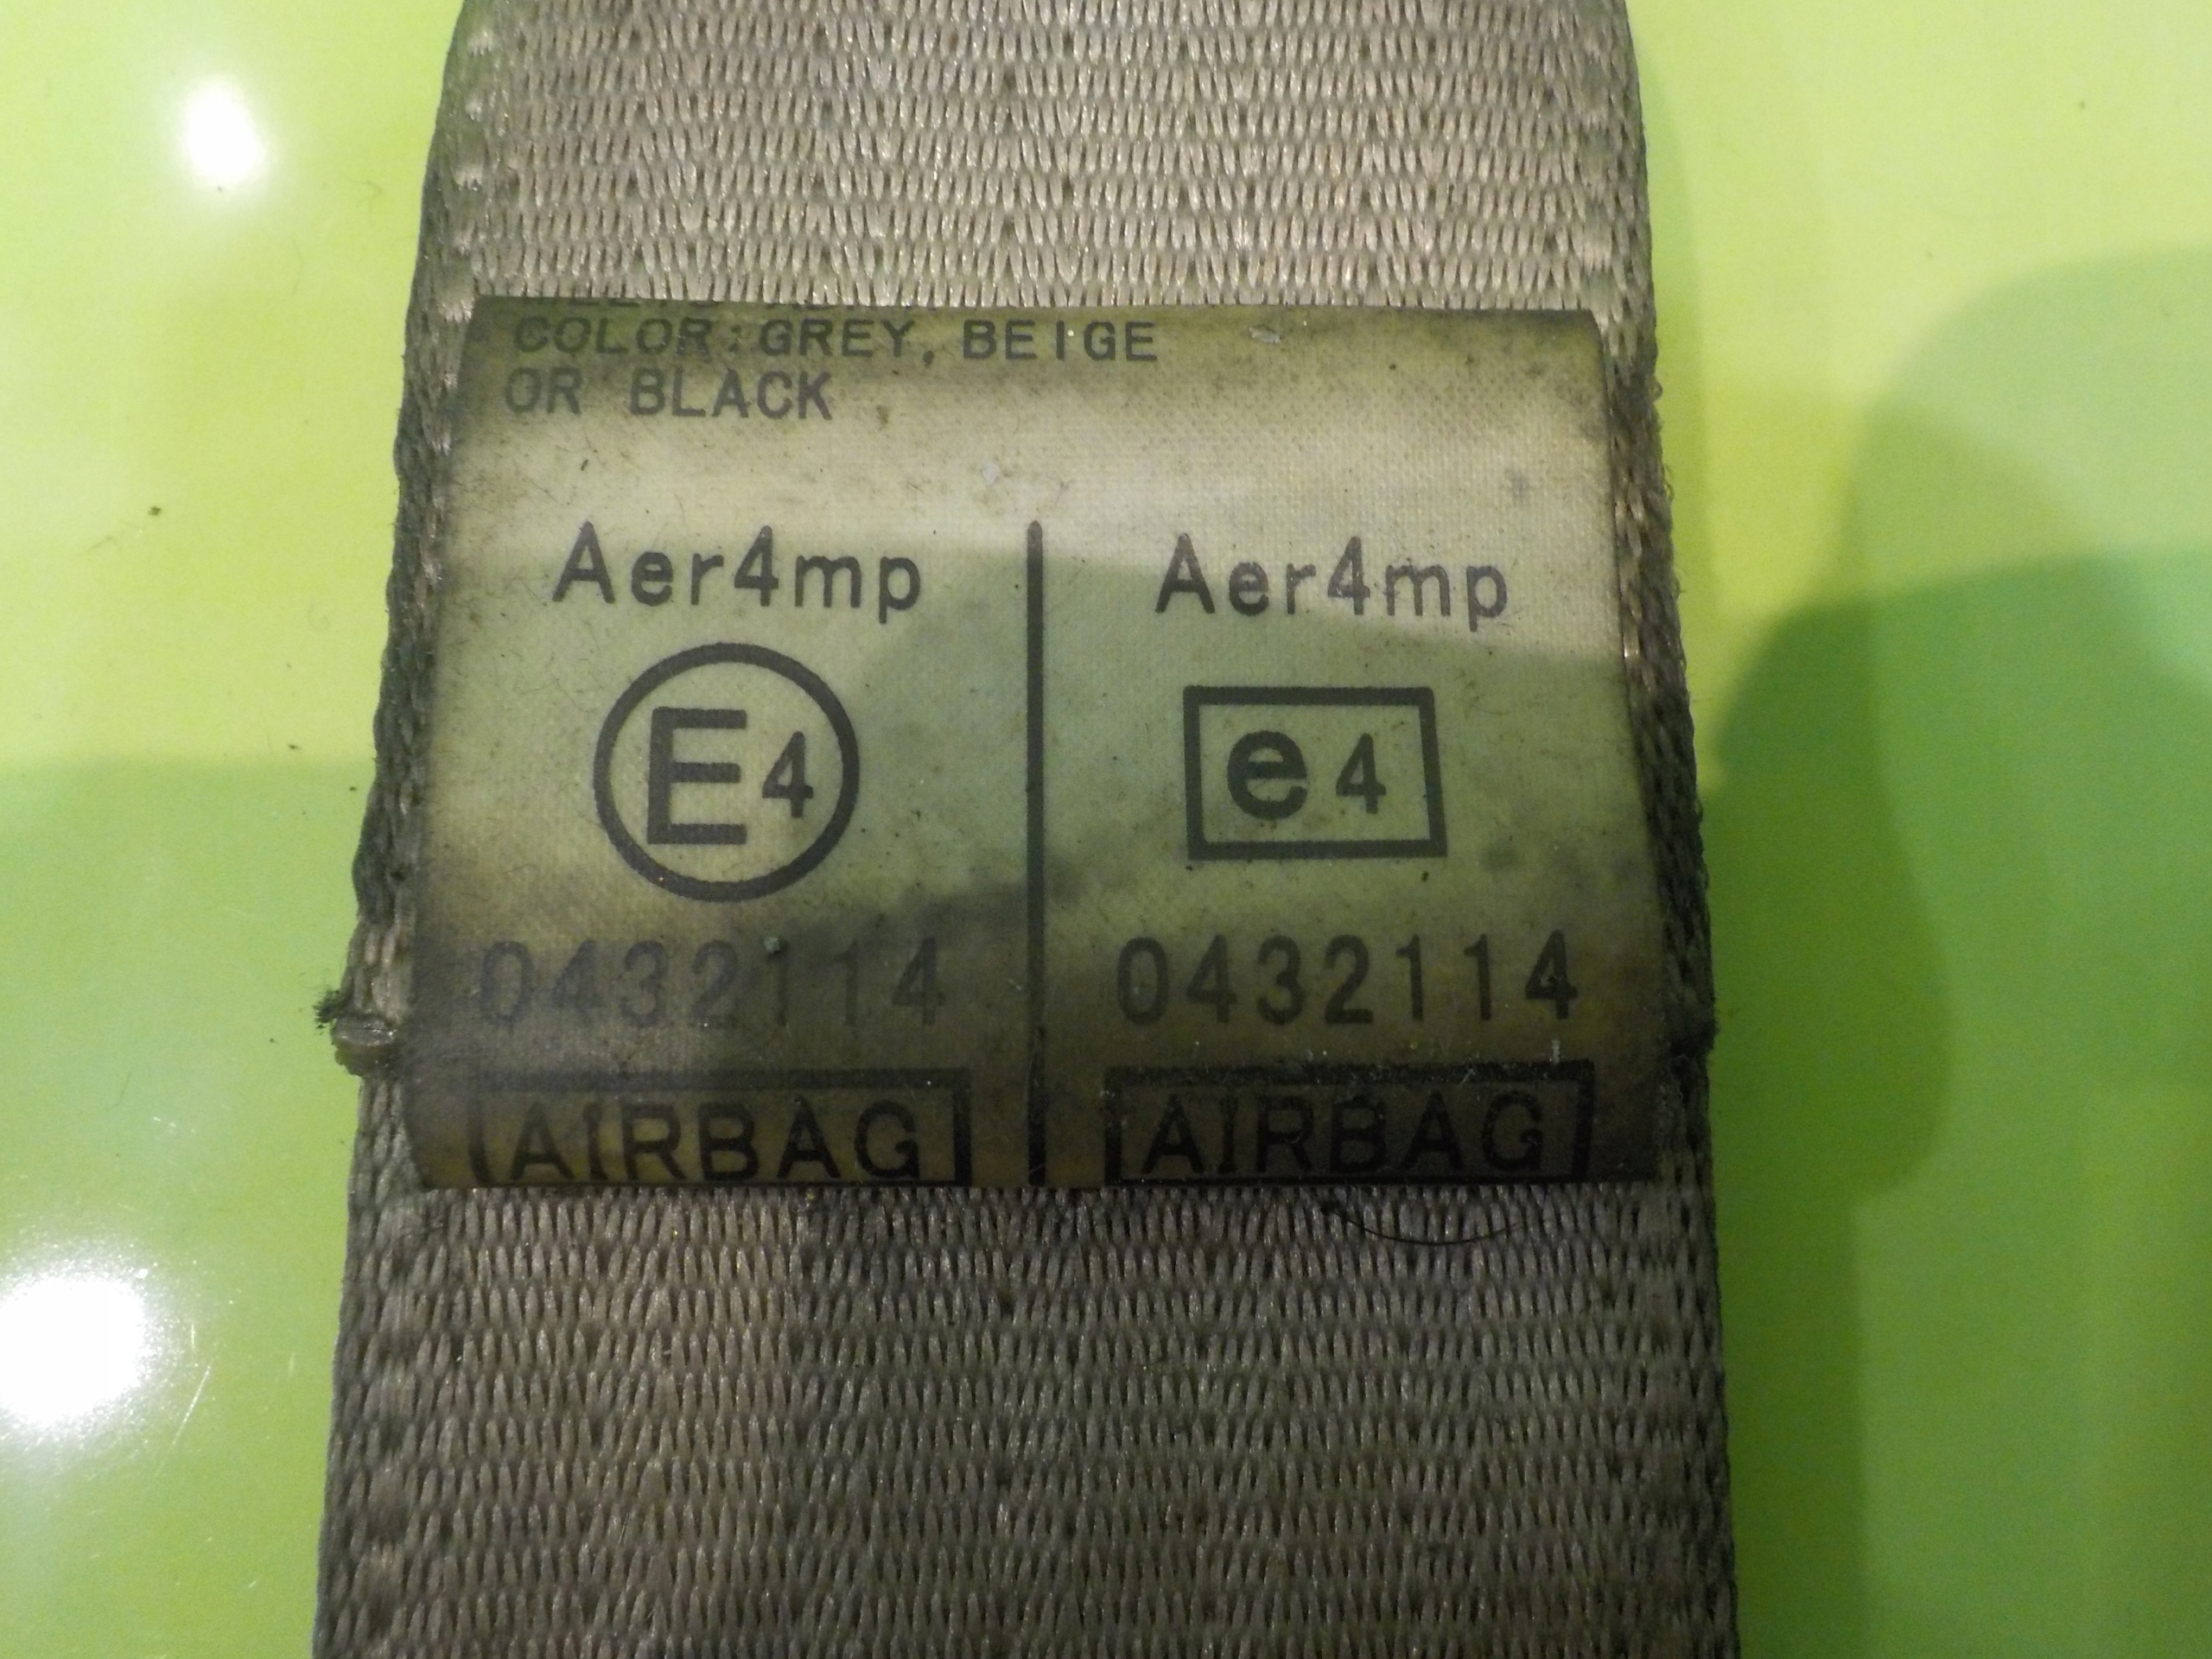 COLOR:GREY, BEIGE
OR BLACK
Aer4mp
E4
0432114
AIRBAG
Aer4mp
e4
0432114
AIRBAG